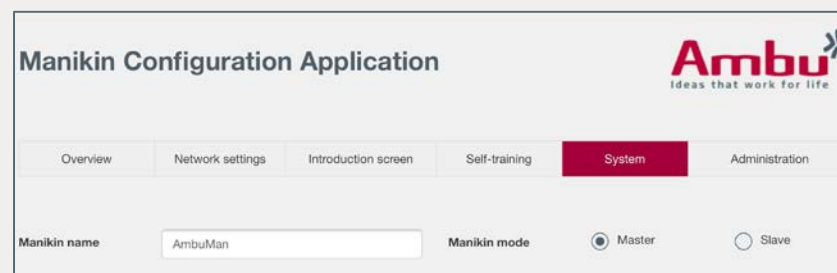 Manikin Configuration Application
Ambu
Ideas that work for life
Overview Network settings Introduction screen Self-training System Administration
Manikin name AmbuMan Manikin mode Master Slave